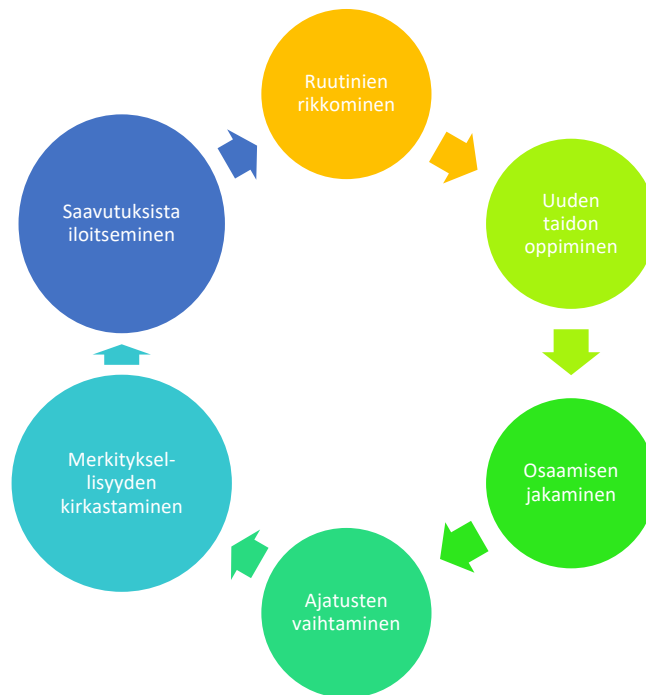 Ruutinien
rikkominen
Uuden
taidon
oppiminen
Osaamisen
jakaminen
Ajatusten
vaihtaminen
Merkityksel-
lisyyden
kirkastaminen
Saavutuksista
iloitseminen